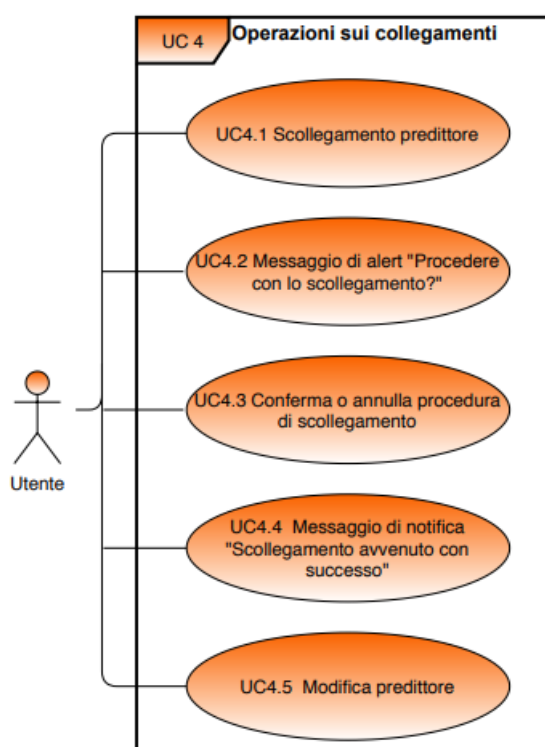 UC 4
Operazioni sui collegamenti
UC4.1 Scollegamento predittore
UC4.2 Messaggio di alert "Procedere
con lo scollegamento?"
UC4.3 Conferma o annulla procedura
di scollegamento
Utente
UC4.4 Messaggio di notifica
"Scollegamento avvenuto con
successo"
UC4.5 Modifica predittore